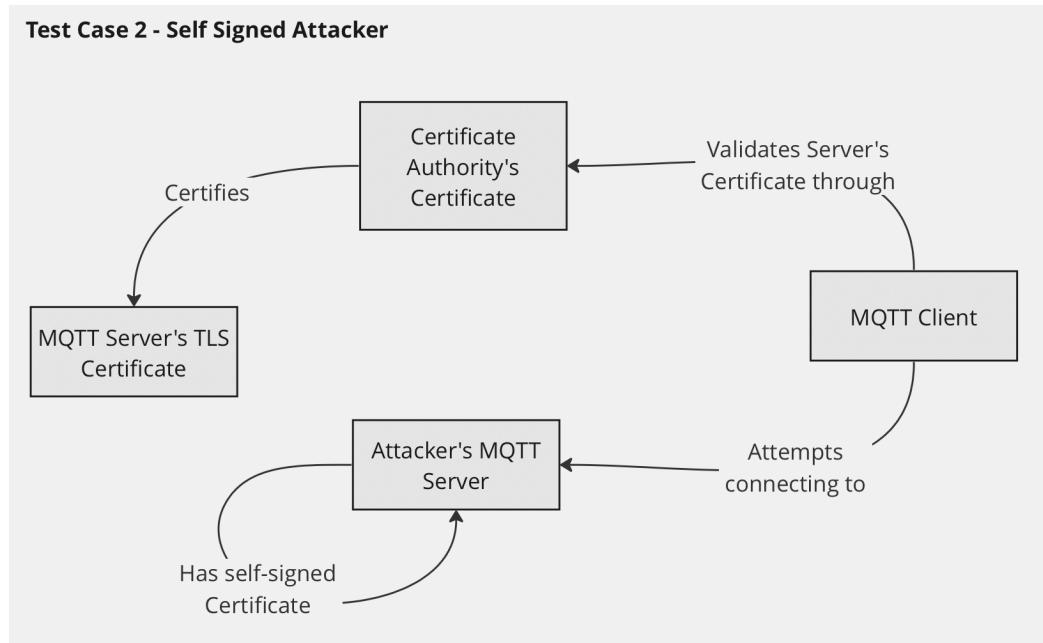 Test Case 2 - Self Signed Attacker
Certificate
Authority's
Certificate
Validates Server's
Certificate through
Certifies
MQTT Client
MQTT Server's TLS
Certificate
Attacker's MQTT
Server
Attempts
connecting to
Has self-signed
Certificate